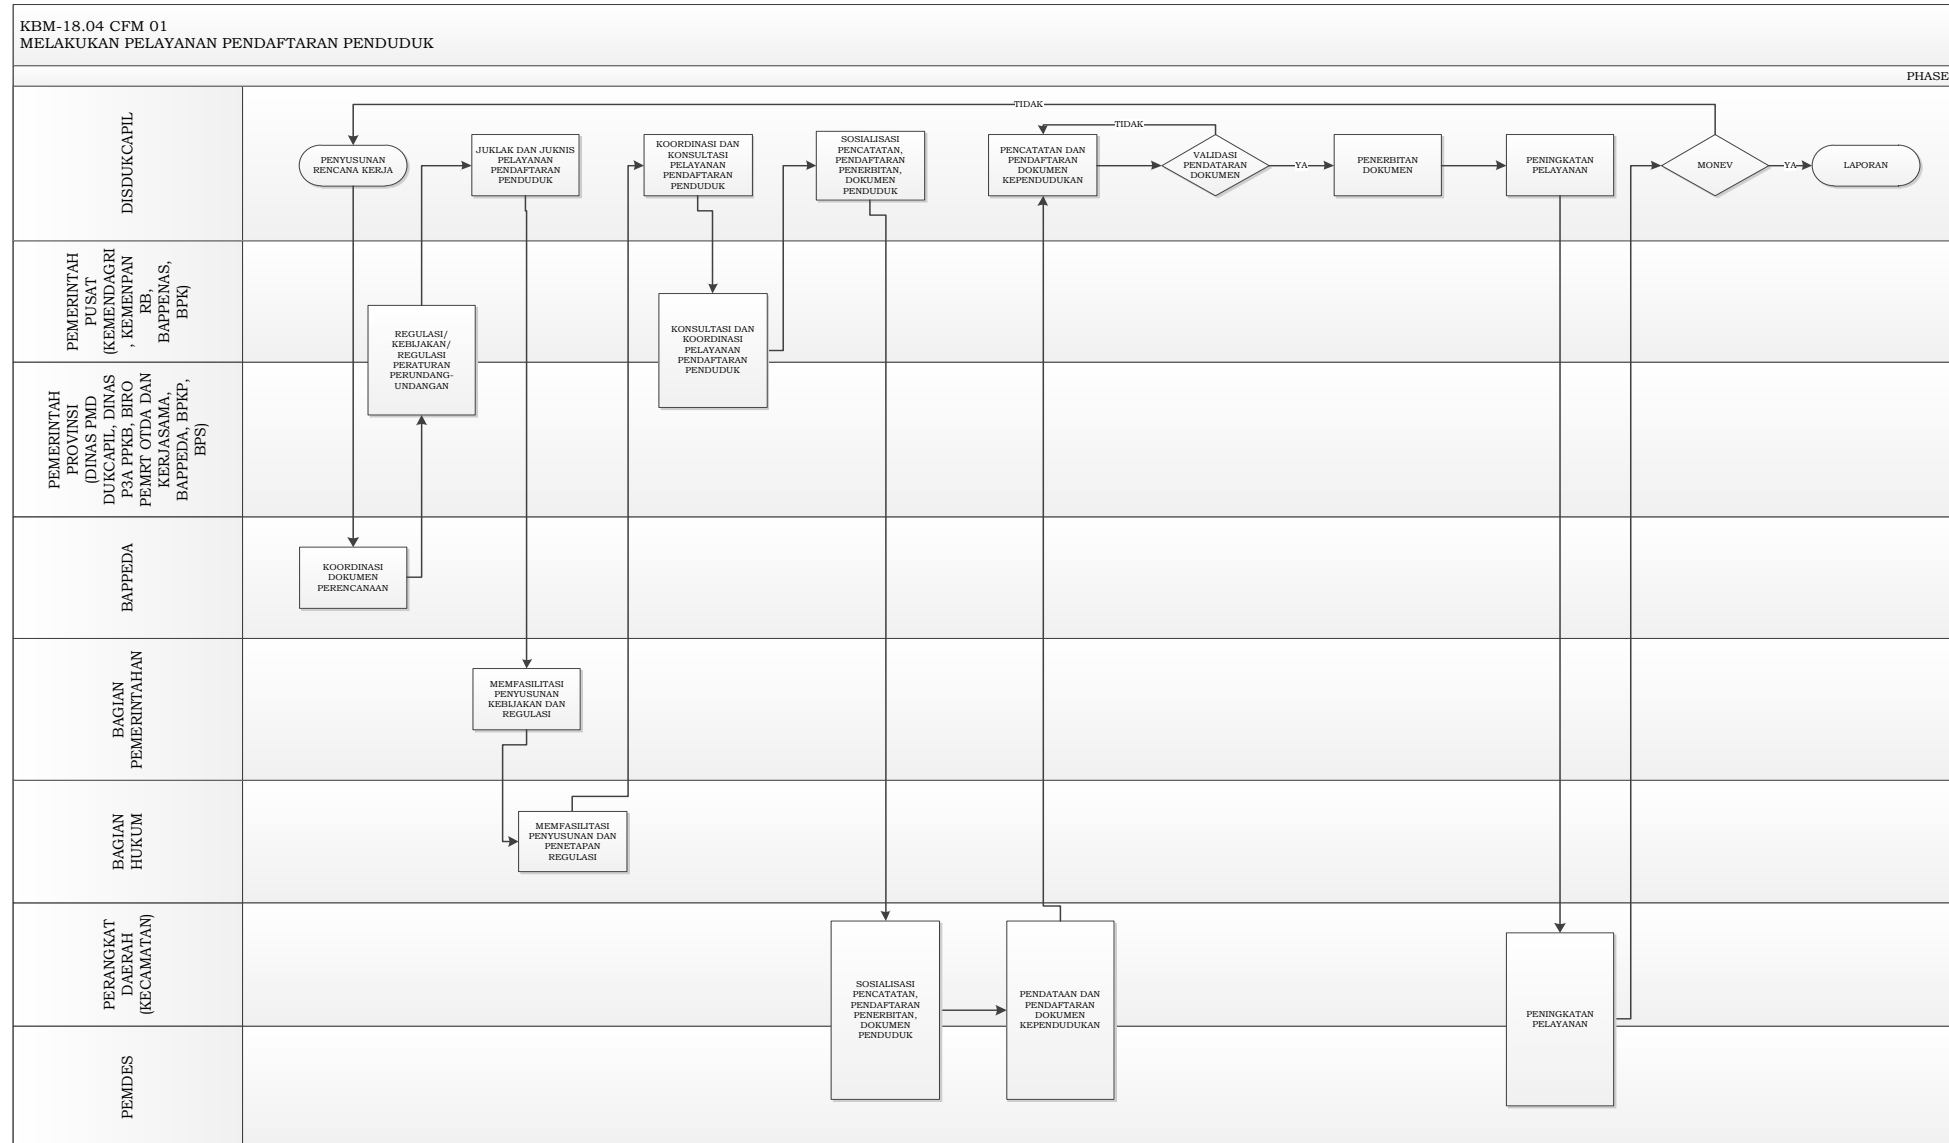 KBM-18.04 CFM 01
MELAKUKAN PELAYANAN PENDAFTARAN PENDUDUK
PHASE
DISDUKCAPIL
TIDAK
TIDAK
PENYUSUNAN
RENCANA KERJA
JUKLAK DAN JUKNIS
PELAYANAN
PENDAFTARAN
PENDUDUK
KOORDINASI DAN
KONSULTASI
PELAYANAN
PENDAFTARAN
PENDUDUK
SOSIALISASI
PENCATATAN,
PENDAFTARAN
PENERBITAN,
DOKUMEN
PENDUDUK
PENCATATAN DAN
PENDAFTARAN
DOKUMEN
KEPENDUDUKAN
VALIDASI
PENDATARAN
DOKUMEN
YA
PENERBITAN
DOKUMEN
PENINGKATAN
PELAYANAN
MONEV
YA
LAPORAN
PEMERINTAH
PUSAT
(KEMENDAGRI
, KEMENPAN
RB,
BAPPENAS,
BPK)
REGULASI/
KEBIJAKAN/
REGULASI
PERATURAN
PERUNDANG-
UNDANGAN
KONSULTASI DAN
KOORDINASI
PELAYANAN
PENDAFTARAN
PENDUDUK
PEMERINTAH
PROVINSI
(DINAS PMD
DUKCAPIL, DINAS
P3A PPKB, BIRO
PEMRT OTDA DAN
KERJASAMA,
BAPPEDA, BPKP,
BPS)
BAPPEDA
KOORDINASI
DOKUMEN
PERENCANAAN
BAGIAN
PEMERINTAHAN
MEMFASILITASI
PENYUSUNAN
KEBIJAKAN DAN
REGULASI
BAGIAN
HUKUM
MEMFASILITASI
PENYUSUNAN DAN
PENETAPAN
REGULASI
PERANGKAT
DAERAH
(KECAMATAN)
SOSIALISASI
PENCATATAN,
PENDAFTARAN
PENERBITAN,
DOKUMEN
PENDUDUK
PENDATAAN DAN
PENDAFTARAN
DOKUMEN
KEPENDUDUKAN
PENINGKATAN
PELAYANAN
PEMDES